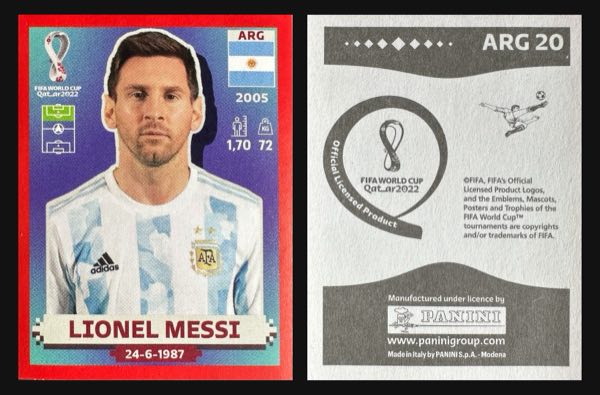 FIFA WORLD CUP
Qatar2022
ARG
2005
KG
1,70 72
A
adidas
AFA
LIONEL MESSI
24-6-1987
ARG 20
Official Licensed Product
FIFA WORLD CUP
Qatar2022
©FIFA, FIFA's Official
Licensed Product Logos,
and the Emblems, Mascots,
Posters and Trophies of the
FIFA World Cup™
tournaments are copyrights
and/or trademarks of FIFA.
Manufactured under licence by
PANINI
www.paninigroup.com
Made in Italy by PANINI S.p.A. - Modena